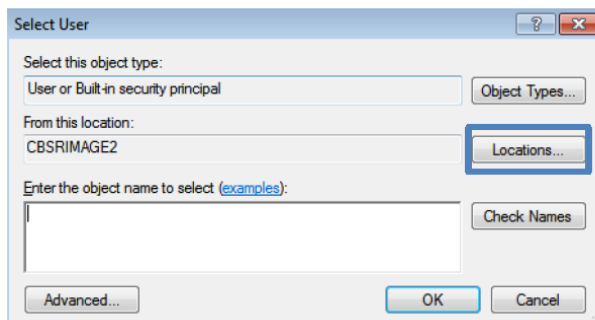 Select User
Select this object type:
User or Built-in security principal
Object Types...
From this location:
CBSRIMAGE2
Locations...
Enter the object name to select (examples):
Check Names
Advanced...
OK
Cancel